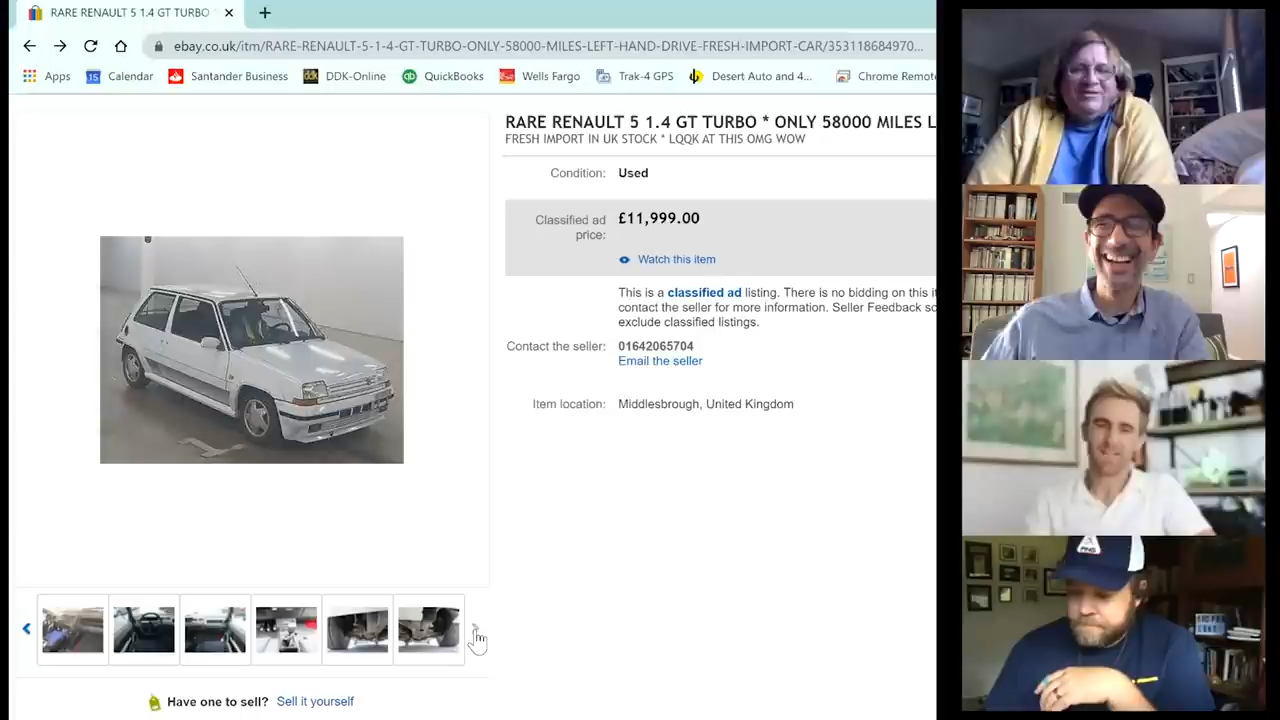 RARE RENAULT 5 1.4 GT TURBO
ebay.co.uk/itm/RARE-RENAULT-5-1-4-GT-TURBO-ONLY-58000-MILES-LEFT-HAND-DRIVE-FRESH-IMPORT-CAR/353118684970...
Apps
Calendar
Santander Business
DDK-Online
QuickBooks
Wells Fargo
Trak-4 GPS
Desert Auto and 4...
Chrome Remot
RARE RENAULT 5 1.4 GT TURBO * ONLY 58000 MILES L
FRESH IMPORT IN UK STOCK * LQQK AT THIS OMG WOW
Condition: Used
Classified ad price: £11,999.00
Watch this item
This is a classified ad listing. There is no bidding on this it
contact the seller for more information. Seller Feedback sc
exclude classified listings.
Contact the seller: 01642065704
Email the seller
Item location: Middlesbrough, United Kingdom
Have one to sell? Sell it yourself
PING